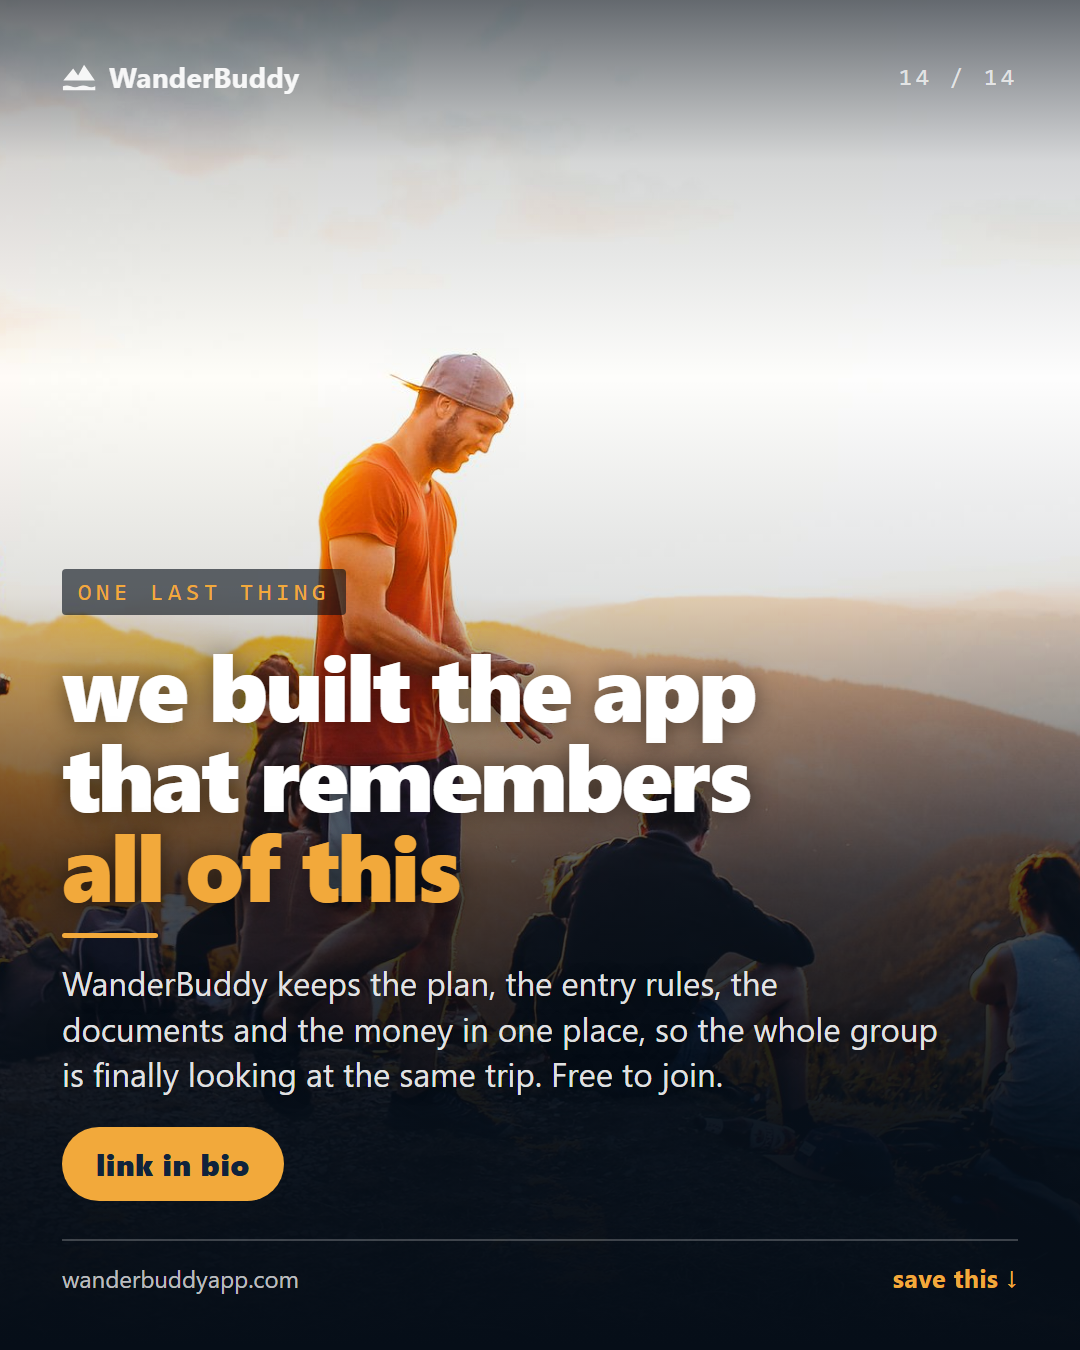 WanderBuddy
14 / 14
ONE LAST THING
we built the app
that remembers
all of this
WanderBuddy keeps the plan, the entry rules, the
documents and the money in one place, so the whole group
is finally looking at the same trip. Free to join.
link in bio
wanderbuddyapp.com
save this ↓